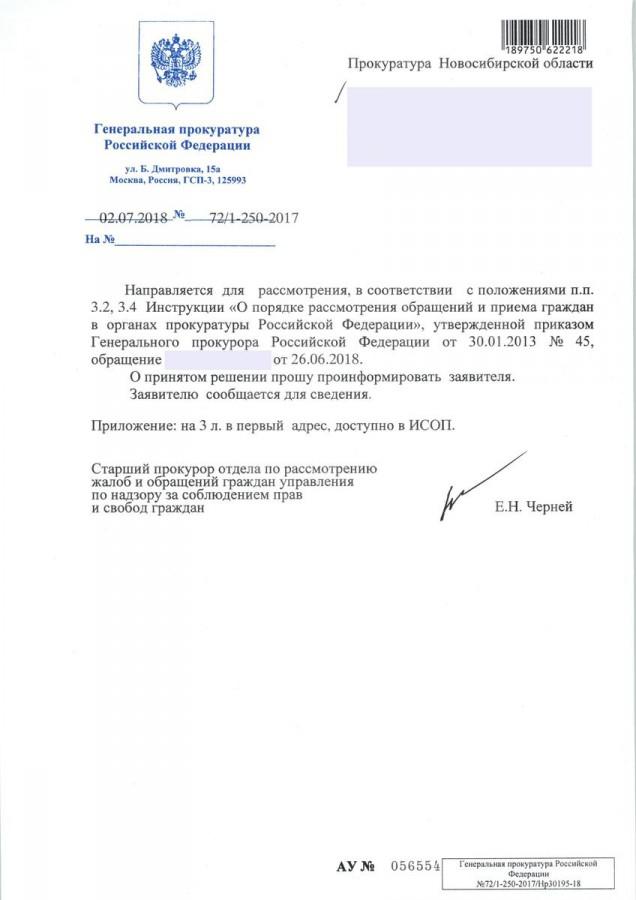 189750 622218
Прокуратура Новосибирской области
Генеральная прокуратура
Российской Федерации
ул. Б. Дмитровка, 15а
Москва, Россия, ГСП-3, 125993
02.07.2018 № 72/1-250-2017
На №
Направляется для рассмотрения, в соответствии с положениями п.п.
3.2, 3.4 Инструкции «О порядке рассмотрения обращений и приема граждан
в органах прокуратуры Российской Федерации», утвержденной приказом
Генерального прокурора Российской Федерации от 30.01.2013 № 45,
обращение от 26.06.2018.
О принятом решении прошу проинформировать заявителя.
Заявителю сообщается для сведения.
Приложение: на 3 л. в первый адрес, доступно в ИСОП.
Старший прокурор отдела по рассмотрению
жалоб и обращений граждан управления
по надзору за соблюдением прав
и свобод граждан
Е.Н. Черней
АУ № 056554
Генеральная прокуратура Российской
Федерации
№72/1-250-2017/Нр30195-18